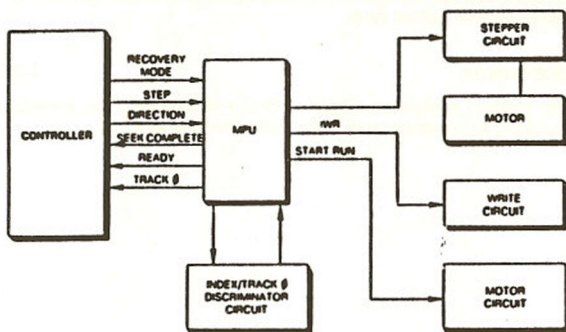 RECOVERY
MODE
STEP
DIRECTION
SEEK COMPLETE
READY
TRACK ϕ
CONTROLLER
MPU
IWR
START RUN
STEPPER
CIRCUIT
MOTOR
WRITE
CIRCUIT
MOTOR
CIRCUIT
INDEX/TRACK ϕ
DISCRIMINATOR
CIRCUIT